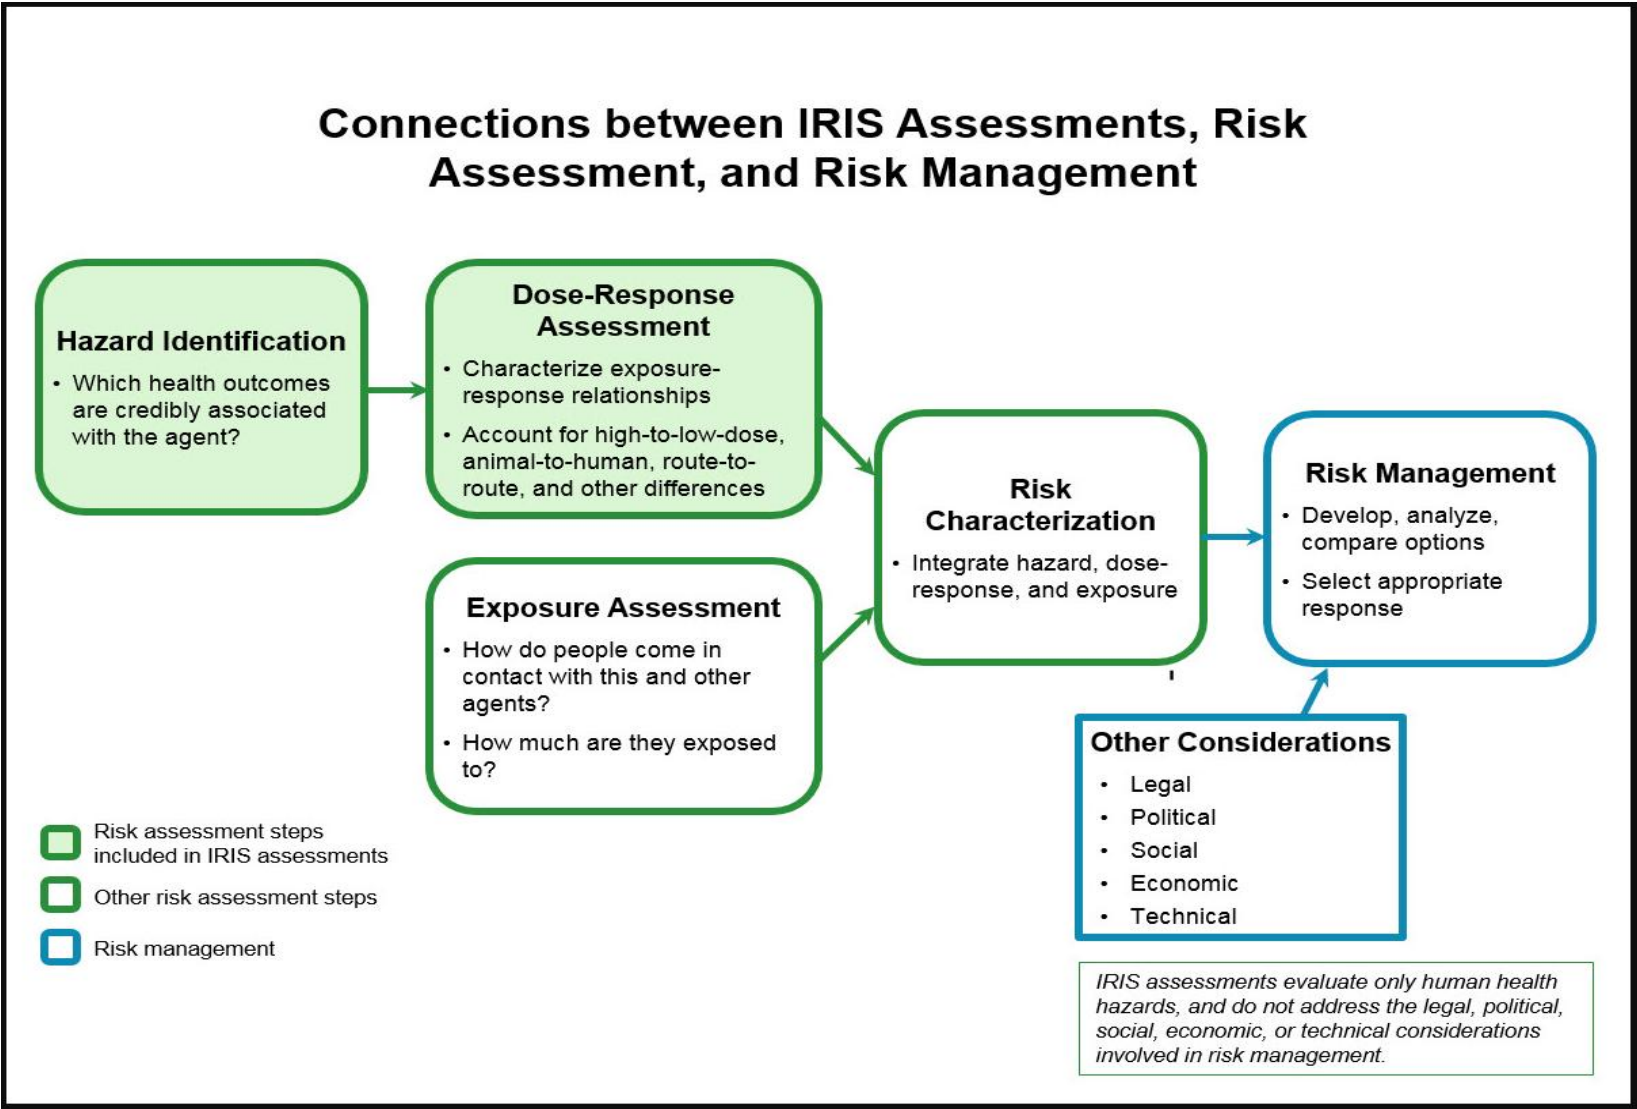 Connections between IRIS Assessments, Risk
Assessment, and Risk Management
Hazard Identification
• Which health outcomes
are credibly associated
with the agent?
Dose-Response
Assessment
• Characterize exposure-
response relationships
• Account for high-to-low-dose,
animal-to-human, route-to-
route, and other differences
Exposure Assessment
• How do people come in
contact with this and other
agents?
• How much are they exposed
to?
Risk
Characterization
• Integrate hazard, dose-
response, and exposure
Risk Management
• Develop, analyze,
compare options
• Select appropriate
response
Other Considerations
• Legal
• Political
• Social
• Economic
• Technical
Risk assessment steps
included in IRIS assessments
Other risk assessment steps
Risk management
IRIS assessments evaluate only human health
hazards, and do not address the legal, political,
social, economic, or technical considerations
involved in risk management.